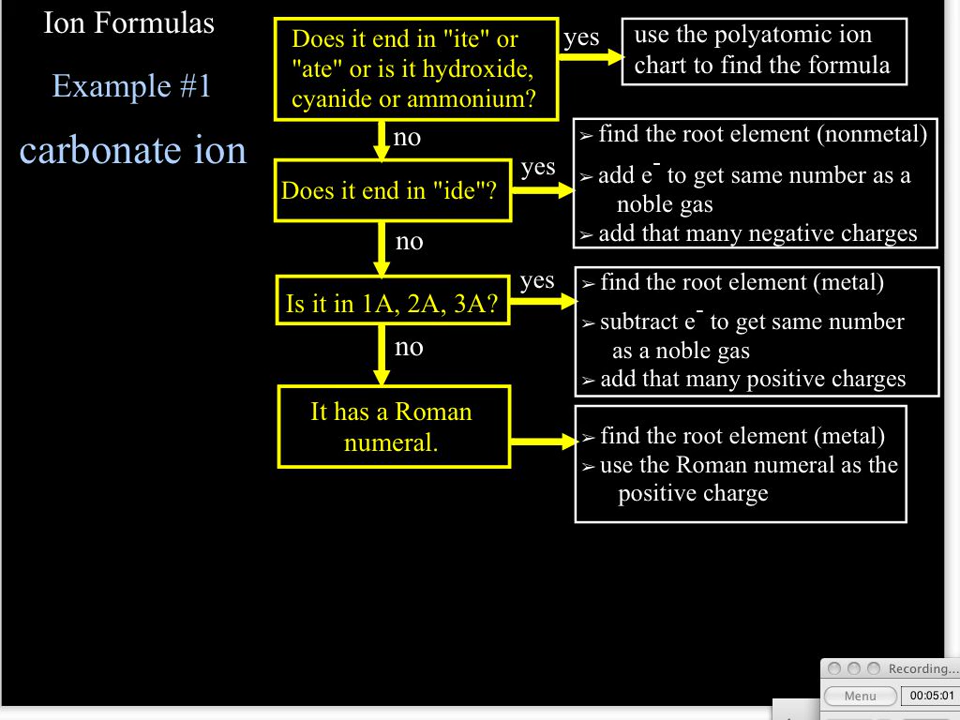 Ion Formulas
Example #1
carbonate ion
Does it end in "ite" or
"ate" or is it hydroxide,
cyanide or ammonium?
yes
use the polyatomic ion
chart to find the formula
no
Does it end in "ide"?
yes
➢ find the root element (nonmetal)
➢ add e⁻ to get same number as a
noble gas
➢ add that many negative charges
no
Is it in 1A, 2A, 3A?
yes
➢ find the root element (metal)
➢ subtract e⁻ to get same number
as a noble gas
➢ add that many positive charges
no
It has a Roman
numeral.
➢ find the root element (metal)
➢ use the Roman numeral as the
positive charge
Recording...
Menu
00:05:01